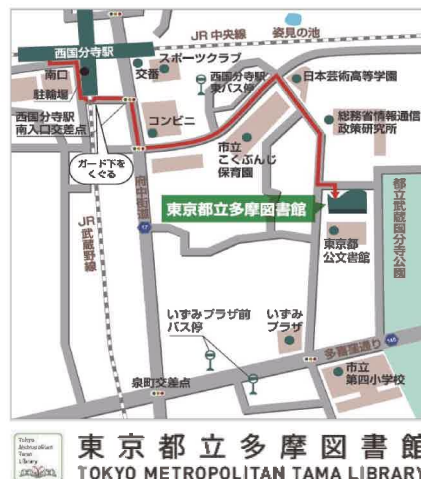 JR 中央線
姿見の池
西国分寺駅
スポーツクラブ
交番
南口
駐輪場
西国分寺駅
東バス停
日本芸術高等学園
西国分寺駅
南入口交差点
コンビニ
総務省情報通信
政策研究所
ガード下を
くぐる
市立
こくぶんじ
保育園
府中街道
17
東京都立多摩図書館
JR 武蔵野線
東京都
公文書館
都立武蔵国分寺公園
いずみプラザ前
バス停
いずみ
プラザ
多喜窪通り
145
泉町交差点
市立
第四小学校
Tokyo
Metropolitan
Tama
Library
東京都立多摩図書館
TOKYO METROPOLITAN TAMA LIBRARY